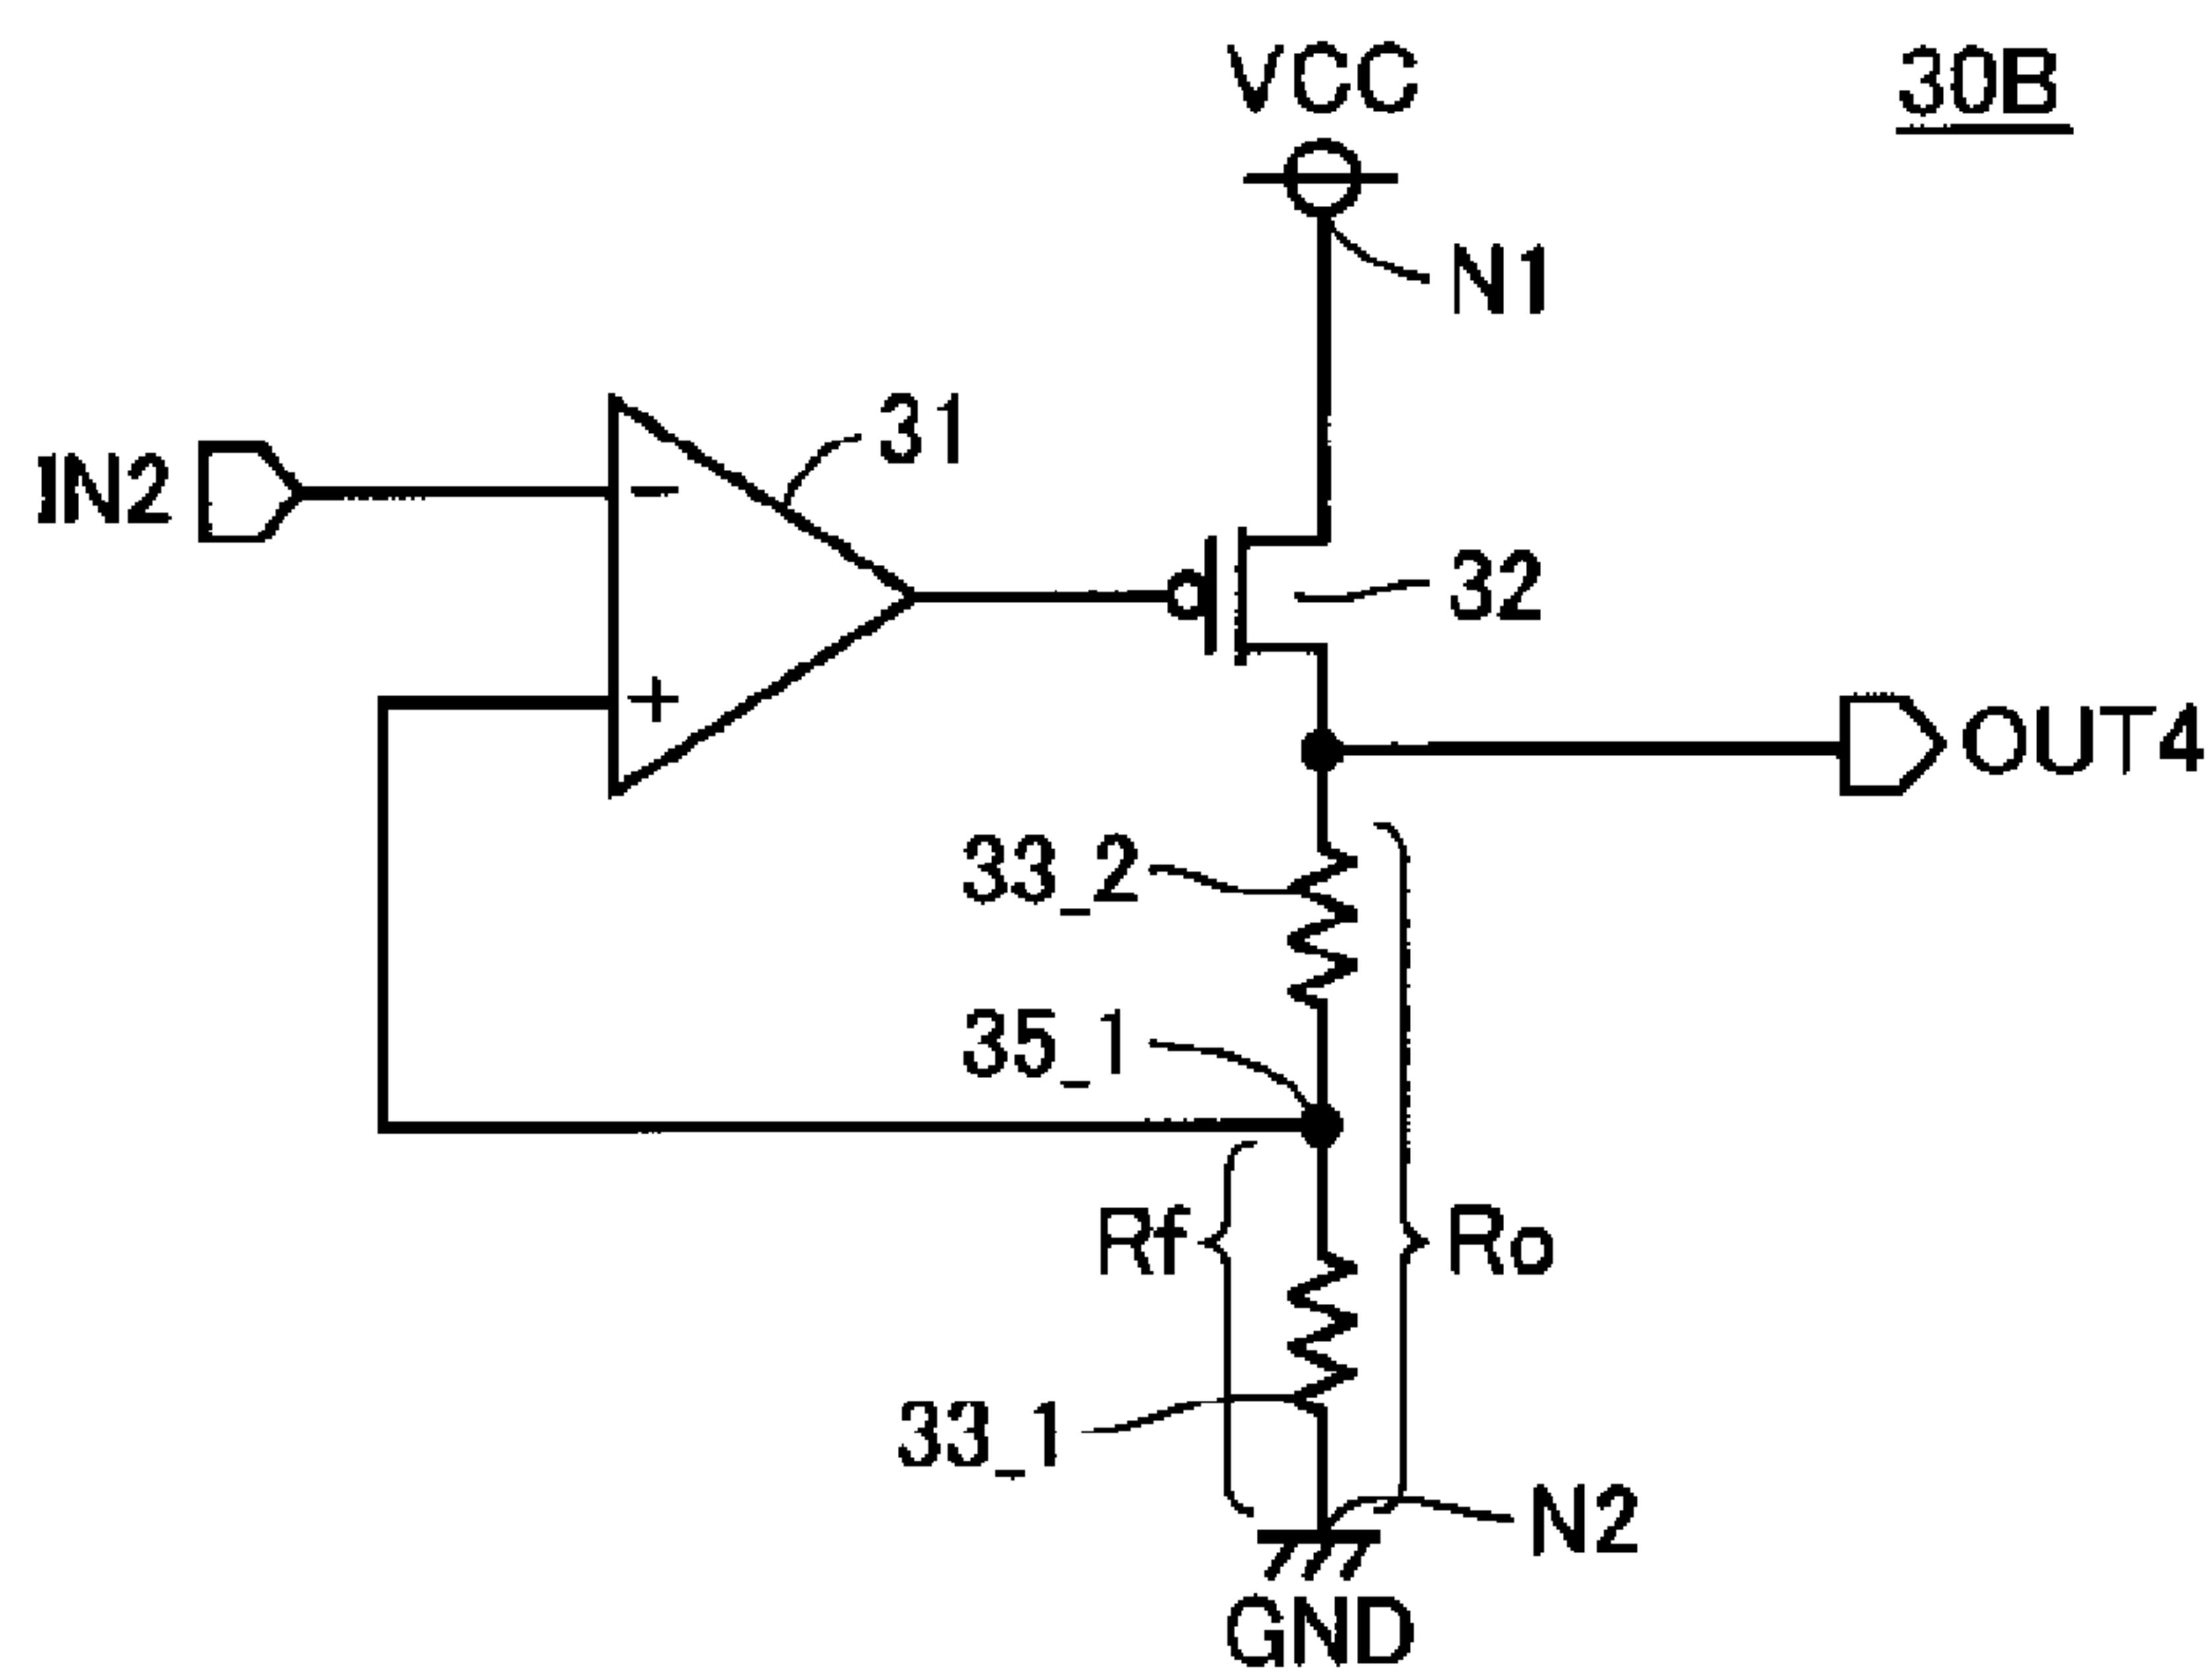 VCC
30B
N1
31
IN2
−
32
+
OUT4
33_2
35_1
Rf
Ro
33_1
N2
GND